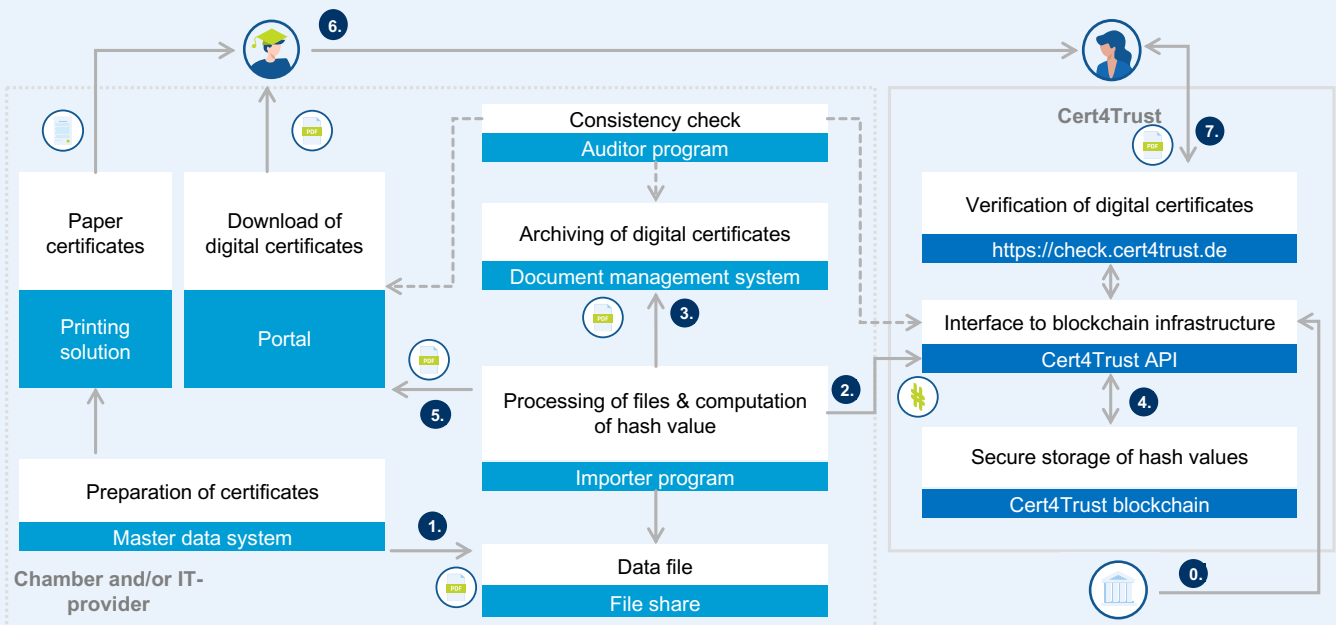 6.
Cert4Trust
7.
PDF
PDF
Consistency check
Auditor program
Paper
certificates
Printing
solution
Download of
digital certificates
Portal
Archiving of digital certificates
Document management system
Verification of digital certificates
https://check.cert4trust.de
PDF
3.
Interface to blockchain infrastructure
Cert4Trust API
PDF
5.
Processing of files & computation
of hash value
Importer program
2.
4.
Secure storage of hash values
Cert4Trust blockchain
Preparation of certificates
Master data system
1.
PDF
Data file
File share
Chamber and/or IT-
provider
0.